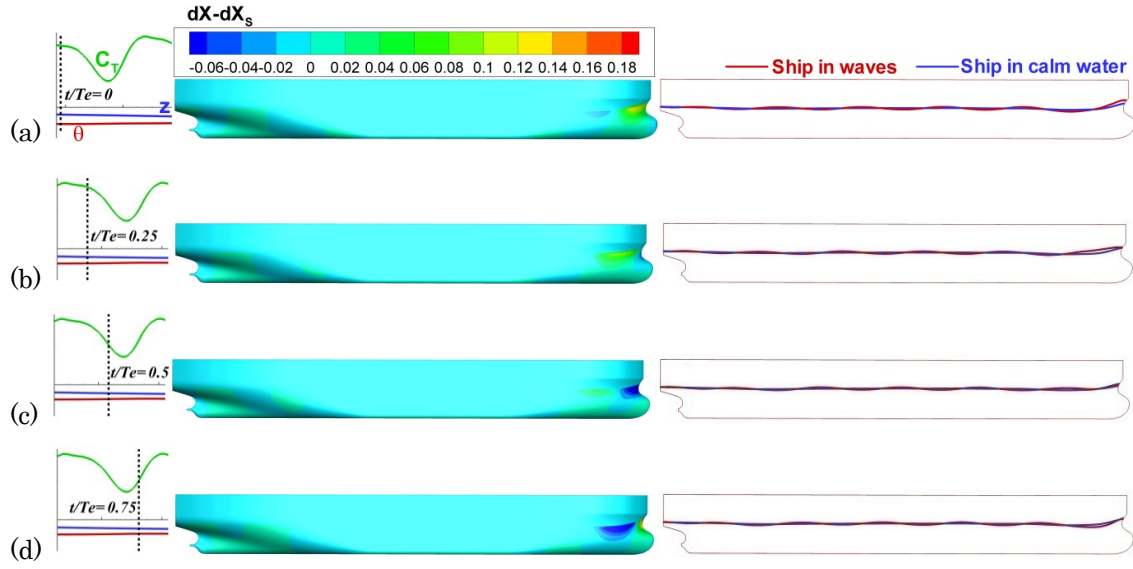 dX-dXs
-0.06-0.04-0.02 0 0.02 0.04 0.06 0.08 0.1 0.12 0.14 0.16 0.18
Ship in waves Ship in calm water
CT
t/Te=0
z
θ
(a)
t/Te=0.25
(b)
t/Te=0.5
(c)
t/Te=0.75
(d)